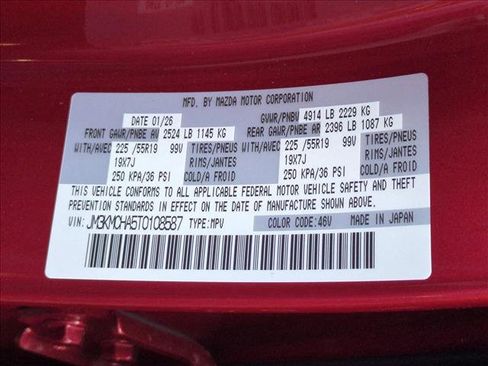 MFD. BY MAZDA MOTOR CORPORATION
DATE 01/26 GVWR/PNBV 4914 LB 2229 KG
FRONT GAWR/PNBE AV 2524 LB 1145 KG REAR GAWR/PNBE AR 2396 LB 1087 KG
WITH/AVEC 225 /55R19 99V TIRES/PNEUS WITH/AVEC 225 /55R19 99V TIRES/PNEUS
19X7J RIMS/JANTES 19X7J RIMS/JANTES
250 KPA/36 PSI COLD/A FROID 250 KPA/36 PSI COLD/A FROID
THIS VEHICLE CONFORMS TO ALL APPLICABLE FEDERAL MOTOR VEHICLE SAFETY AND THEFT
PREVENTION STANDARDS IN EFFECT ON THE DATE OF MANUFACTURE SHOWN ABOVE.
VIN: JM3KMCHA5T0108587 TYPE: MPV COLOR CODE: 46V MADE IN JAPAN